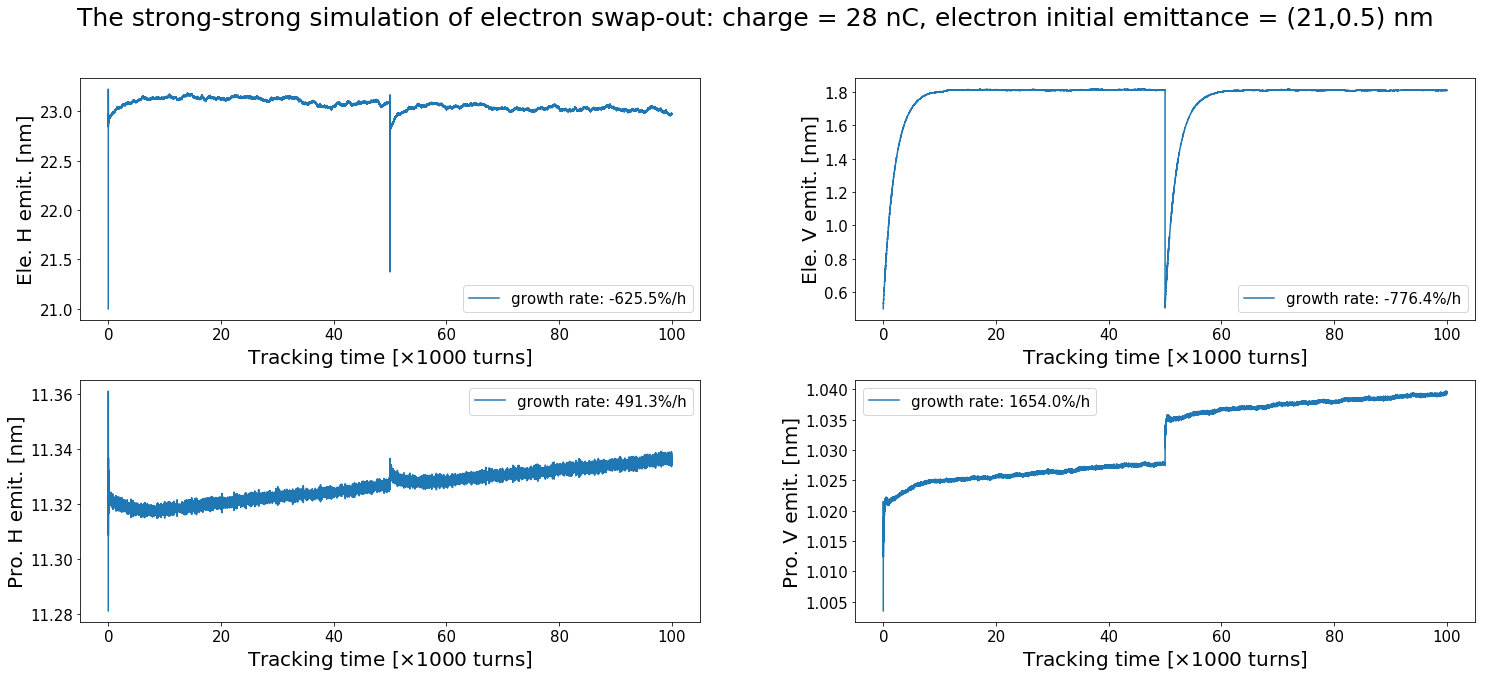 The strong-strong simulation of electron swap-out: charge = 28 nC, electron initial emittance = (21,0.5) nm
Ele. H emit. [nm]
23.0
22.5
22.0
21.5
21.0
growth rate: -625.5%/h
0 20 40 60 80 100
Tracking time [×1000 turns]
Ele. V emit. [nm]
1.8
1.6
1.4
1.2
1.0
0.8
0.6
growth rate: -776.4%/h
0 20 40 60 80 100
Tracking time [×1000 turns]
Pro. H emit. [nm]
11.36
11.34
11.32
11.30
11.28
growth rate: 491.3%/h
0 20 40 60 80 100
Tracking time [×1000 turns]
Pro. V emit. [nm]
1.040
1.035
1.030
1.025
1.020
1.015
1.010
1.005
growth rate: 1654.0%/h
0 20 40 60 80 100
Tracking time [×1000 turns]